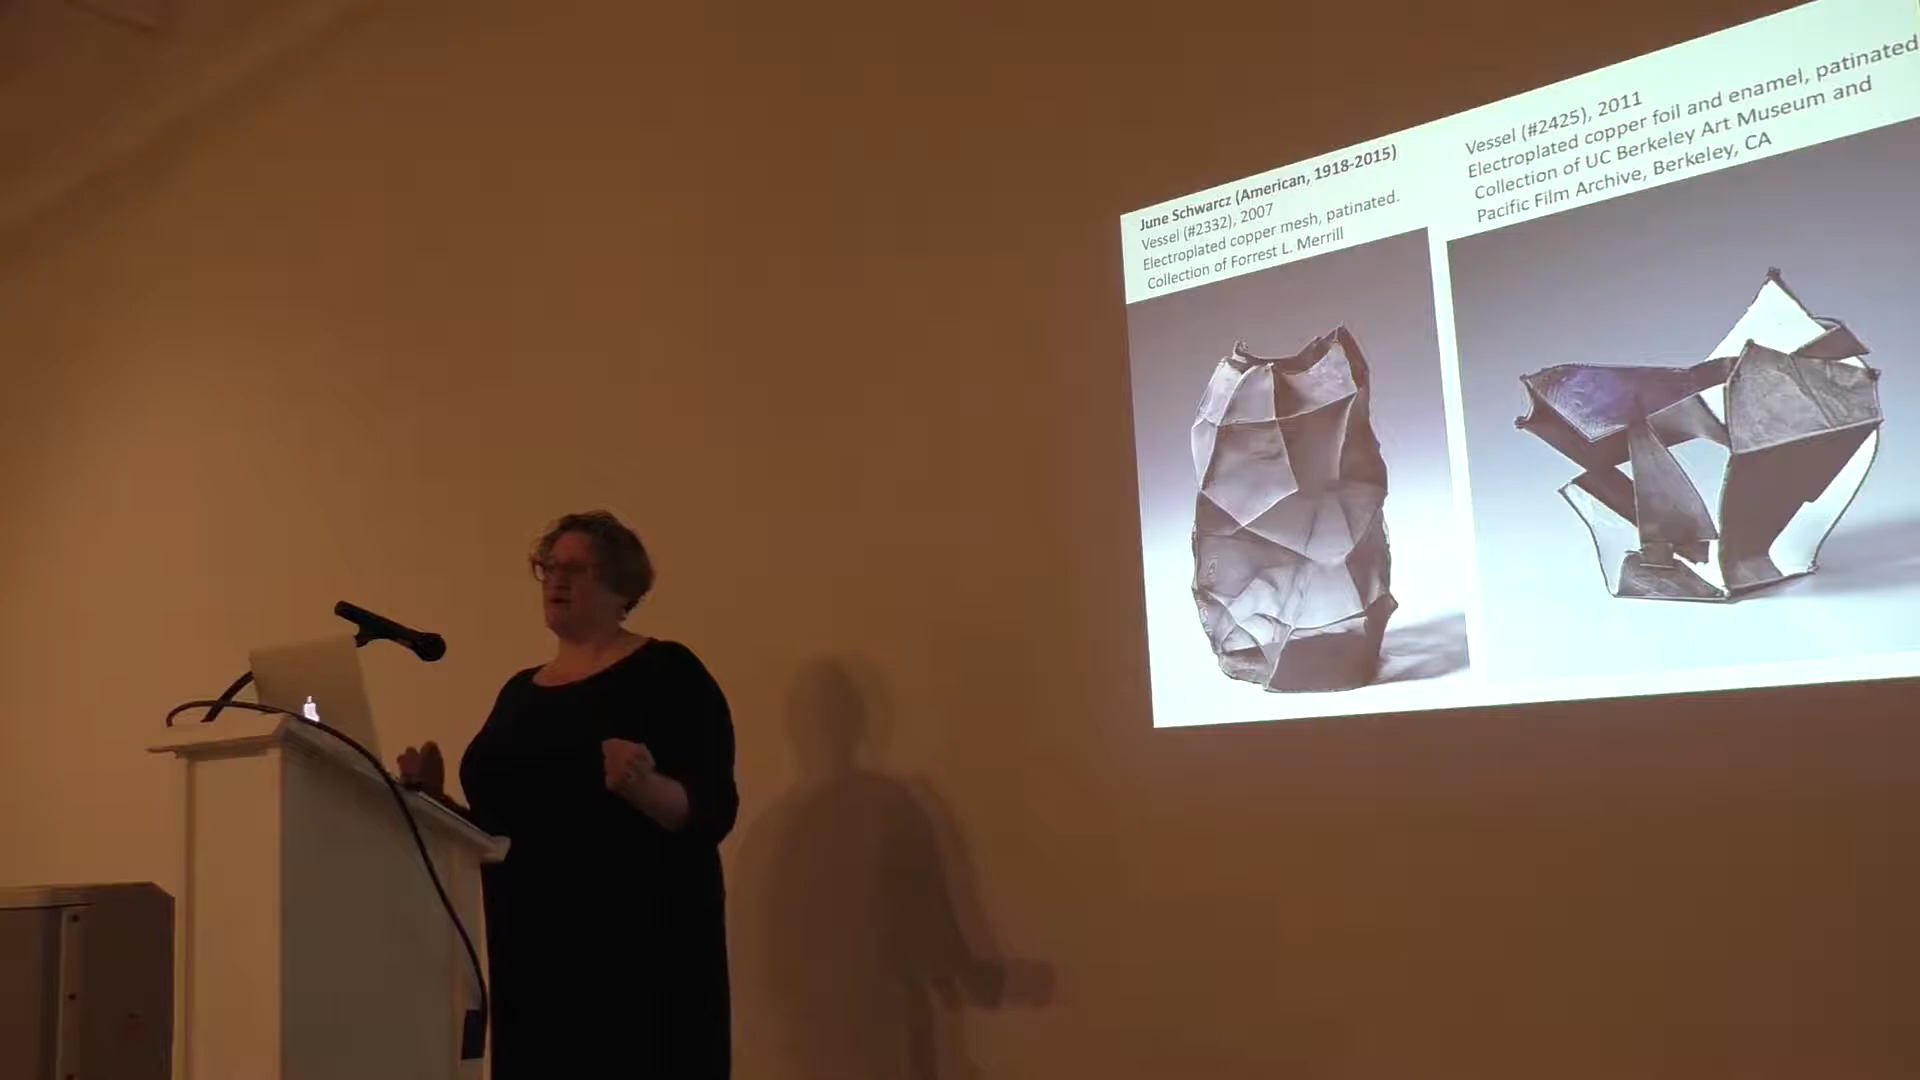 June Schwarcz (American, 1918-2015)
Vessel (#2332), 2007
Electroplated copper mesh, patinated.
Collection of Forrest L. Merrill
Vessel (#2425), 2011
Electroplated copper foil and enamel, patinated
Collection of UC Berkeley Art Museum and
Pacific Film Archive, Berkeley, CA